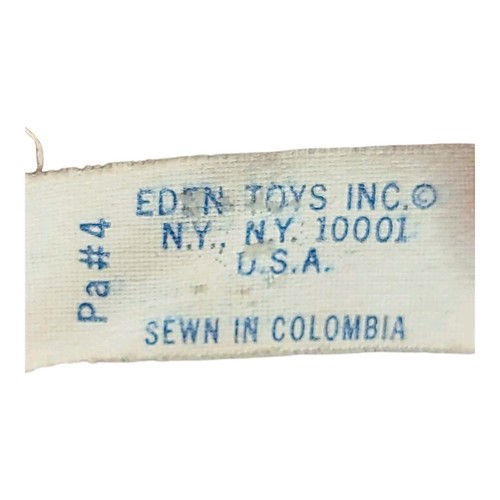 EDEN TOYS INC.©
N.Y., N.Y. 10001
U.S.A.
SEWN IN COLOMBIA
Pa#4